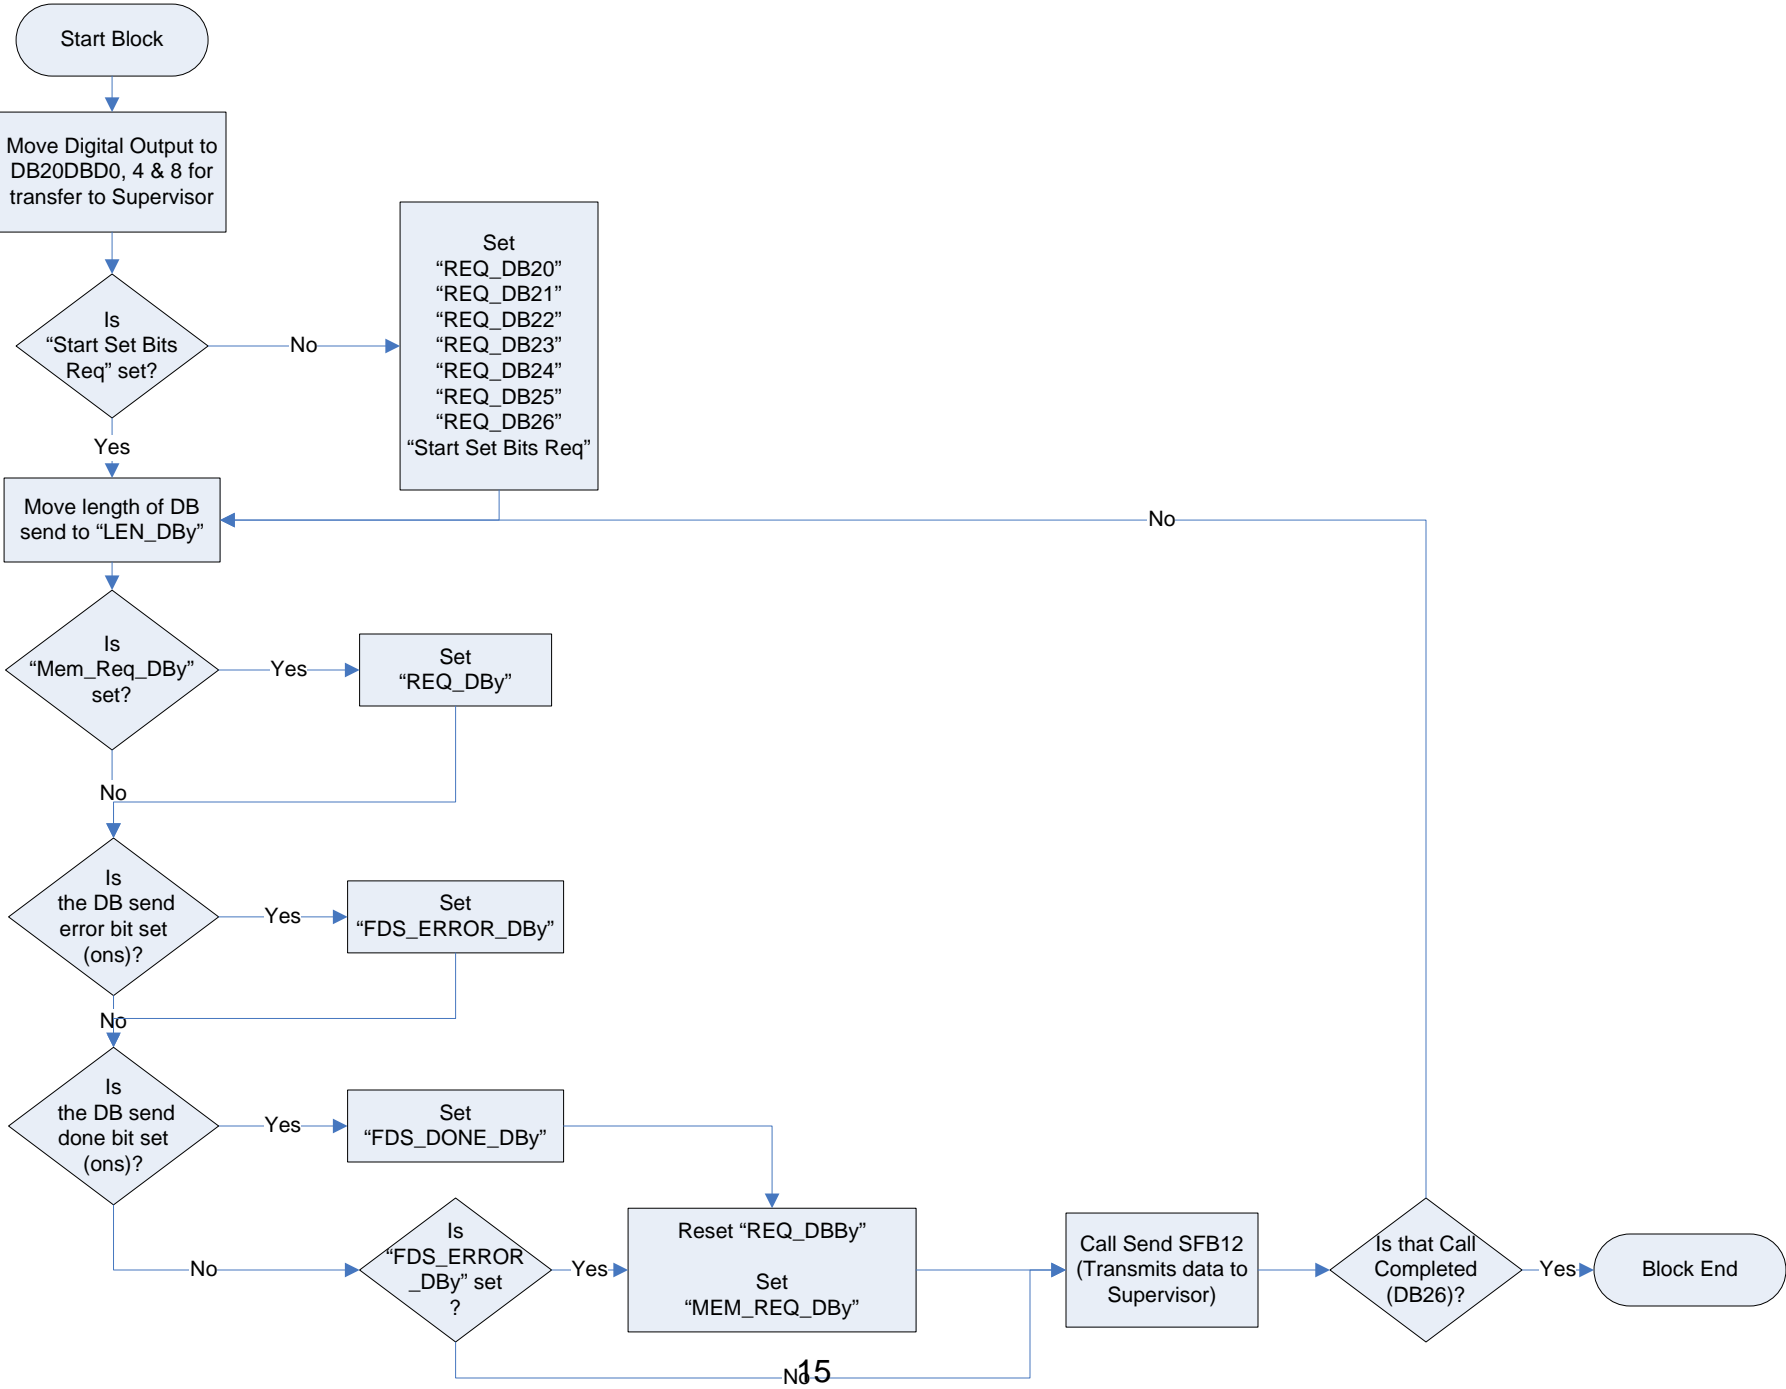 Start Block
Move Digital Output to
DB20DBD0, 4 & 8 for
transfer to Supervisor
Is
“Start Set Bits
Req” set?
No
Set
“REQ_DB20”
“REQ_DB21”
“REQ_DB22”
“REQ_DB23”
“REQ_DB24”
“REQ_DB25”
“REQ_DB26”
“Start Set Bits Req”
Yes
Move length of DB
send to “LEN_DBy”
No
Is
“Mem_Req_DBy”
set?
Yes
Set
“REQ_DBy”
No
Is
the DB send
error bit set
(ons)?
Yes
Set
“FDS_ERROR_DBy”
No
Is
the DB send
done bit set
(ons)?
Yes
Set
“FDS_DONE_DBy”
No
Is
“FDS_ERROR
_DBy” set
?
Yes
Reset “REQ_DBBy”
Set
“MEM_REQ_DBy”
Call Send SFB12
(Transmits data to
Supervisor)
Is that Call
Completed
(DB26)?
Yes
Block End
No
15